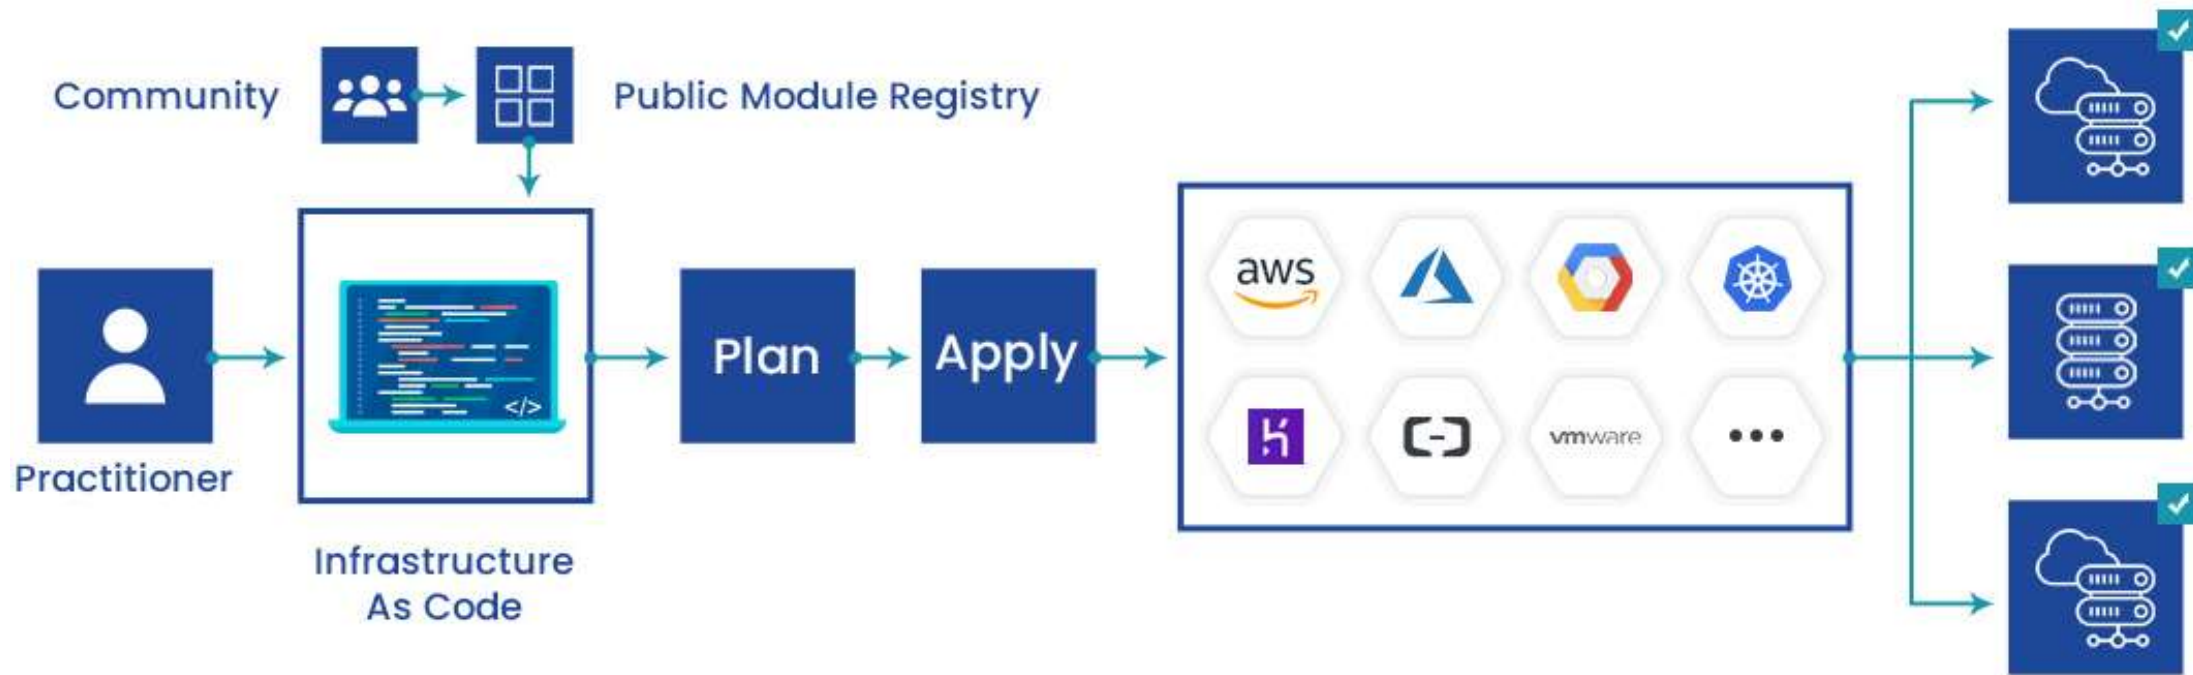 Community
Public Module Registry
Practitioner
</>
Infrastructure
As Code
Plan
Apply
aws
vmware